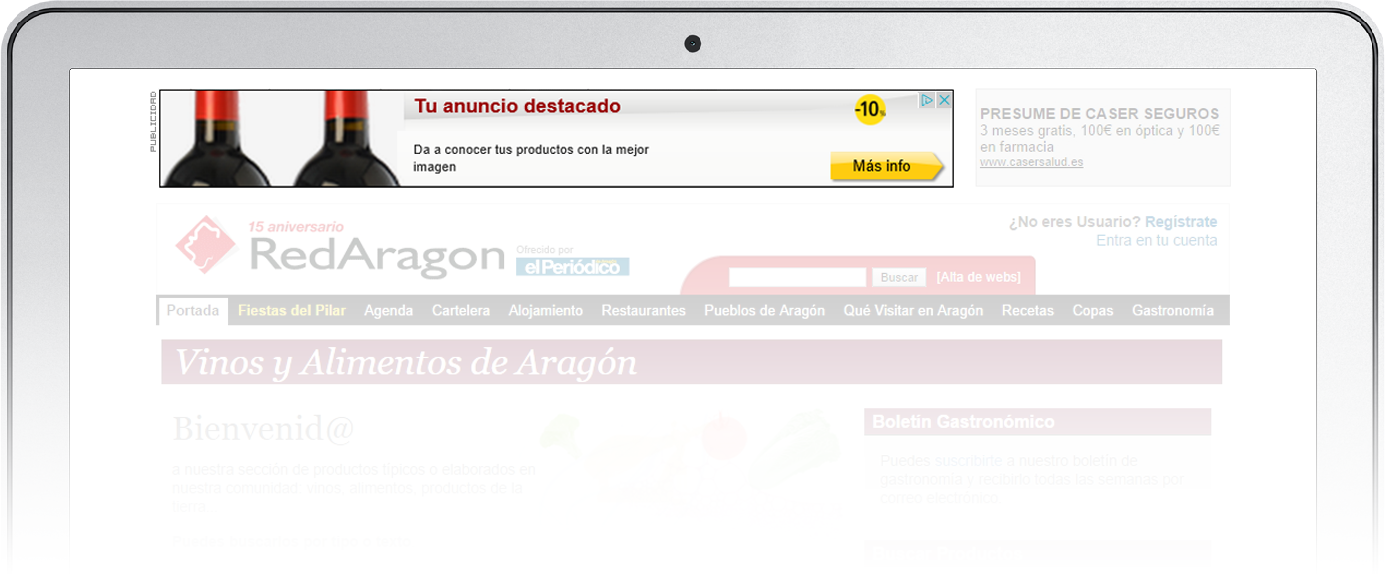 PUBLICIDAD
Tu anuncio destacado
-10%
Da a conocer tus productos con la mejor
imagen
Más info
PRESUME DE CASER SEGUROS
3 meses gratis, 100€ en óptica y 100€
en farmacia
www.casersalud.es
15 aniversario
RedAragon
Ofrecido por
elPeriódico
¿No eres Usuario? Regístrate
Entra en tu cuenta
Buscar
[Alta de webs]
Portada Fiestas del Pilar Agenda Cartelera Alojamiento Restaurantes Pueblos de Aragón Qué Visitar en Aragón Recetas Copas Gastronomía
Vinos y Alimentos de Aragón
Bienvenid@
a nuestra sección de productos típicos o elaborados en
nuestra comunidad: vinos, alimentos, productos de la
tierra
Boletín Gastronómico
Puedes suscribirte a nuestro boletín de
gastronomía y recibirlo todas las semanas por
correo electrónico